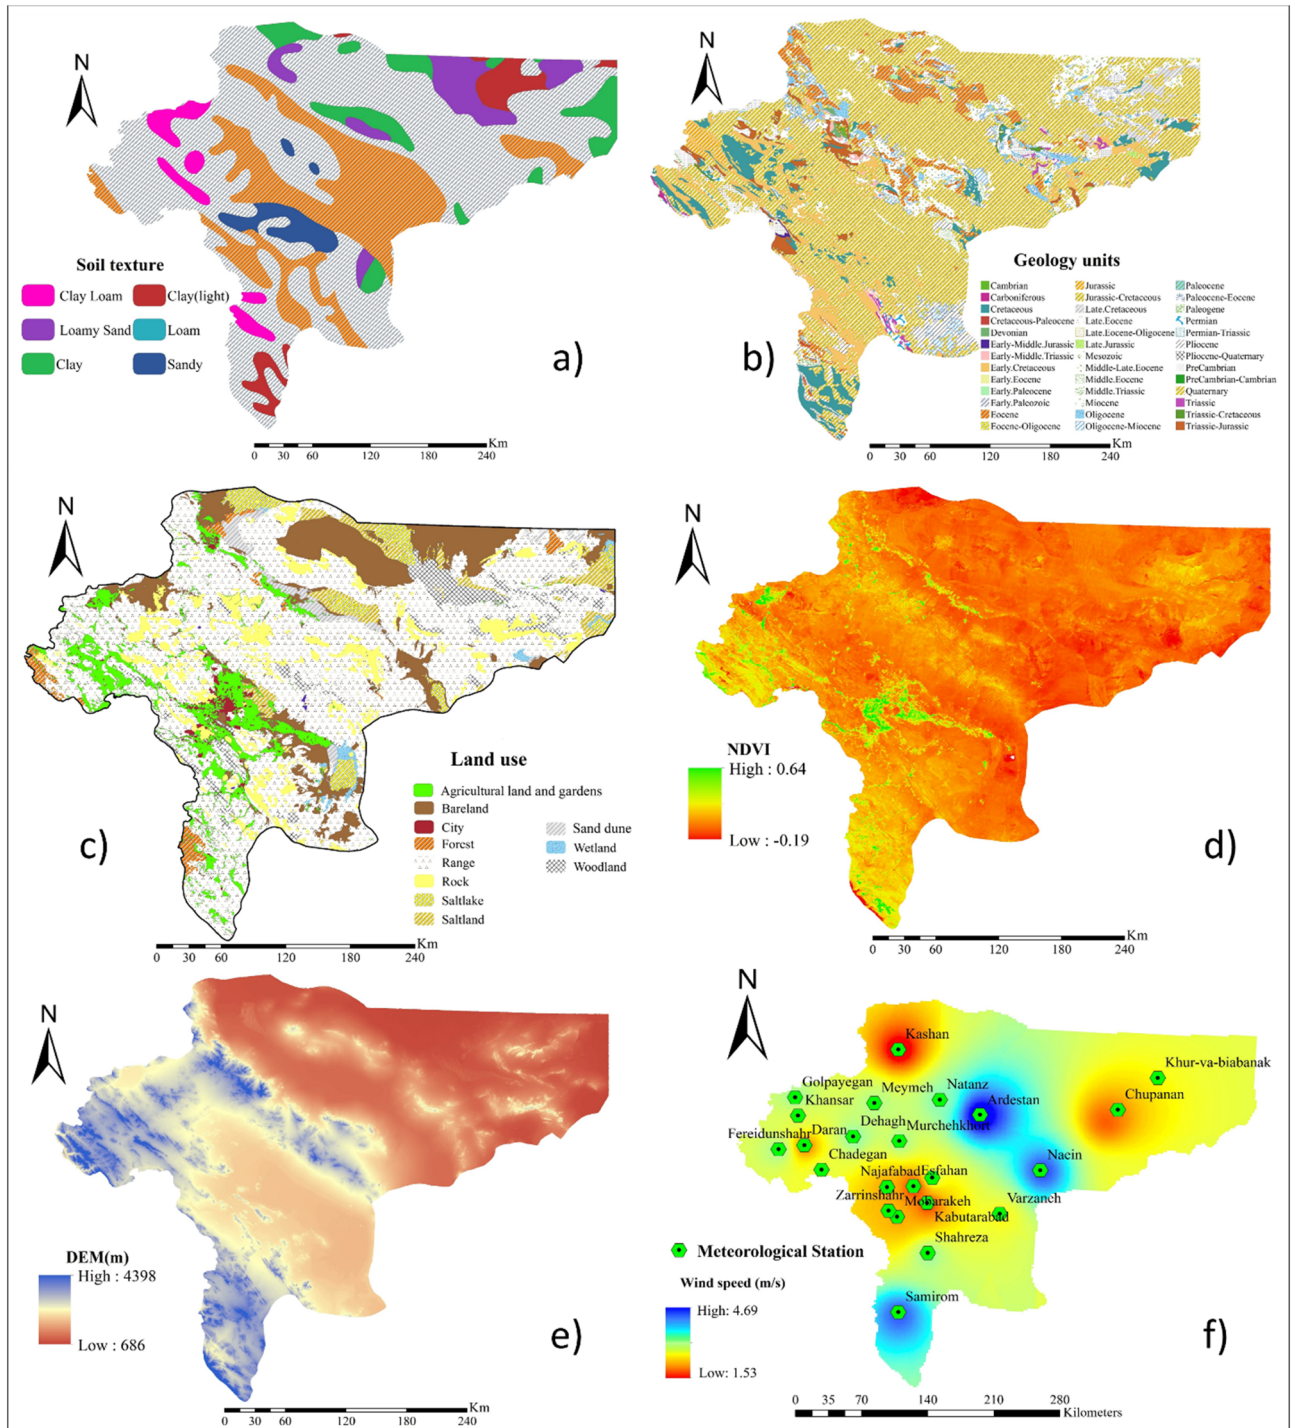 N
Soil texture
Clay Loam Clay(light)
Loamy Sand Loam
Clay Sandy
a)
Km
0 30 60 120 180 240
N
Geology units
Cambrian Jurassic Paleocene
Carboniferous Jurassic-Cretaceous Paleocene-Eocene
Cretaceous Late.Cretaceous Paleogene
Cretaceous-Paleocene Late.Eocene Permian
Devonian Late.Eocene-Oligocene Permian-Triassic
Early-Middle.Jurassic Late.Jurassic Pliocene
Early-Middle.Triassic Mesozoic Pliocene-Quaternary
Early.Cretaceous Middle-Late.Eocene PreCambrian
Early.Eocene Middle.Eocene PreCambrian-Cambrian
Early.Paleocene Middle.Triassic Quaternary
Early.Paleozoic Miocene Triassic
Eocene Oligocene Triassic-Cretaceous
Eocene-Oligocene Oligocene-Miocene Triassic-Jurassic
b)
Km
0 30 60 120 180 240
N
Land use
Agricultural land and gardens
Bareland
City
Forest
Range
Rock
Saltlake
Saltland
Sand dune
Wetland
Woodland
c)
Km
0 30 60 120 180 240
N
NDVI
High : 0.64
Low : -0.19
d)
Km
0 30 60 120 180 240
N
DEM(m)
High : 4398
Low : 686
e)
Km
0 30 60 120 180 240
N
Kashan
Khur-va-biabanak
Golpayegan
Meymeh
Natanz
Ardestan
Chupanan
Khansar
Dehagh
Murchehkhort
Fereidunshahr
Daran
Chadegan
Naein
Najafabad
Esfahan
Zarrinshahr
Mobarakeh
Varzaneh
Kabutarabad
Shahreza
Samirom
Meteorological Station
Wind speed (m/s)
High: 4.69
Low: 1.53
f)
0 35 70 140 210 280
Kilometers